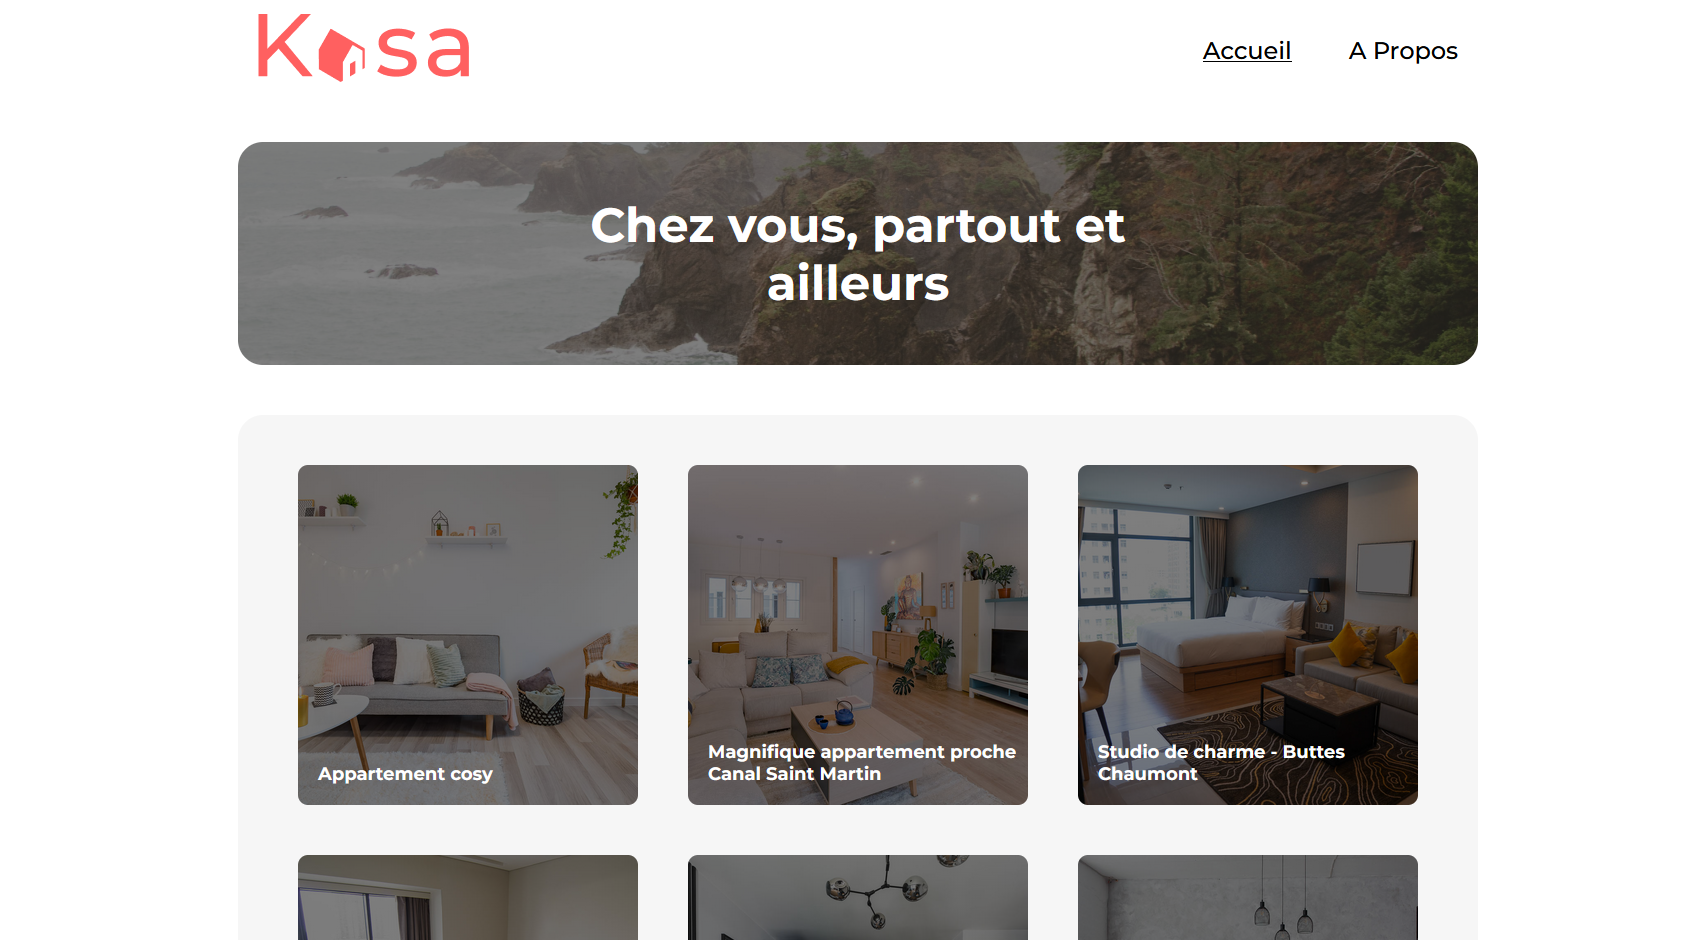 Kasa
Accueil
A Propos
Chez vous, partout et
ailleurs
Appartement cosy
Magnifique appartement proche
Canal Saint Martin
Studio de charme - Buttes
Chaumont